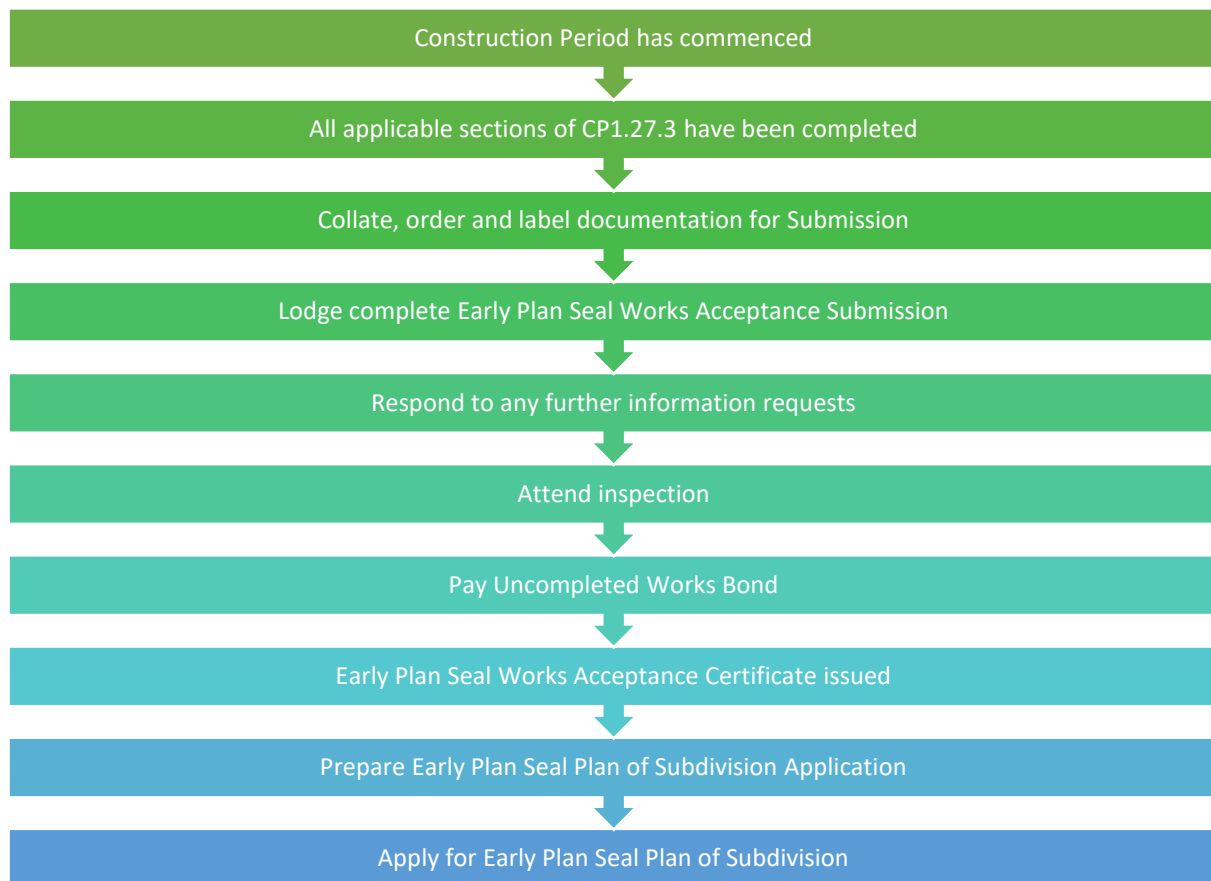 Construction Period has commenced
All applicable sections of CP1.27.3 have been completed
Collate, order and label documentation for Submission
Lodge complete Early Plan Seal Works Acceptance Submission
Respond to any further information requests
Attend inspection
Pay Uncompleted Works Bond
Early Plan Seal Works Acceptance Certificate issued
Prepare Early Plan Seal Plan of Subdivision Application
Apply for Early Plan Seal Plan of Subdivision